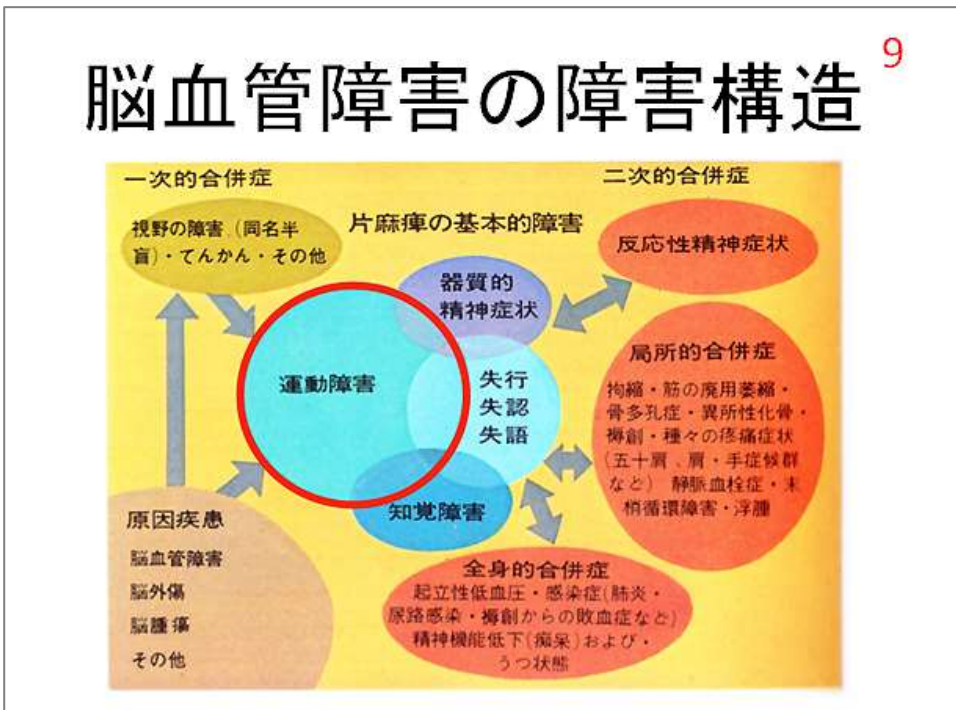 9
脳血管障害の障害構造
一次的合併症
視野の障害(同名半
盲)・てんかん・その他
片麻痺の基本的障害
器質的
精神症状
運動障害
失行
失認
失語
知覚障害
原因疾患
脳血管障害
脳外傷
脳腫瘍
その他
二次的合併症
反応性精神症状
局所的合併症
拘縮・筋の廃用萎縮・
骨多孔症・異所性化骨・
褥創・種々の疼痛症状
(五十肩、肩・手症候群
など) 静脈血栓症・末
梢循環障害・浮腫
全身的合併症
起立性低血圧・感染症(肺炎・
尿路感染・褥創からの敗血症など)
精神機能低下(痴呆)および・
うつ状態